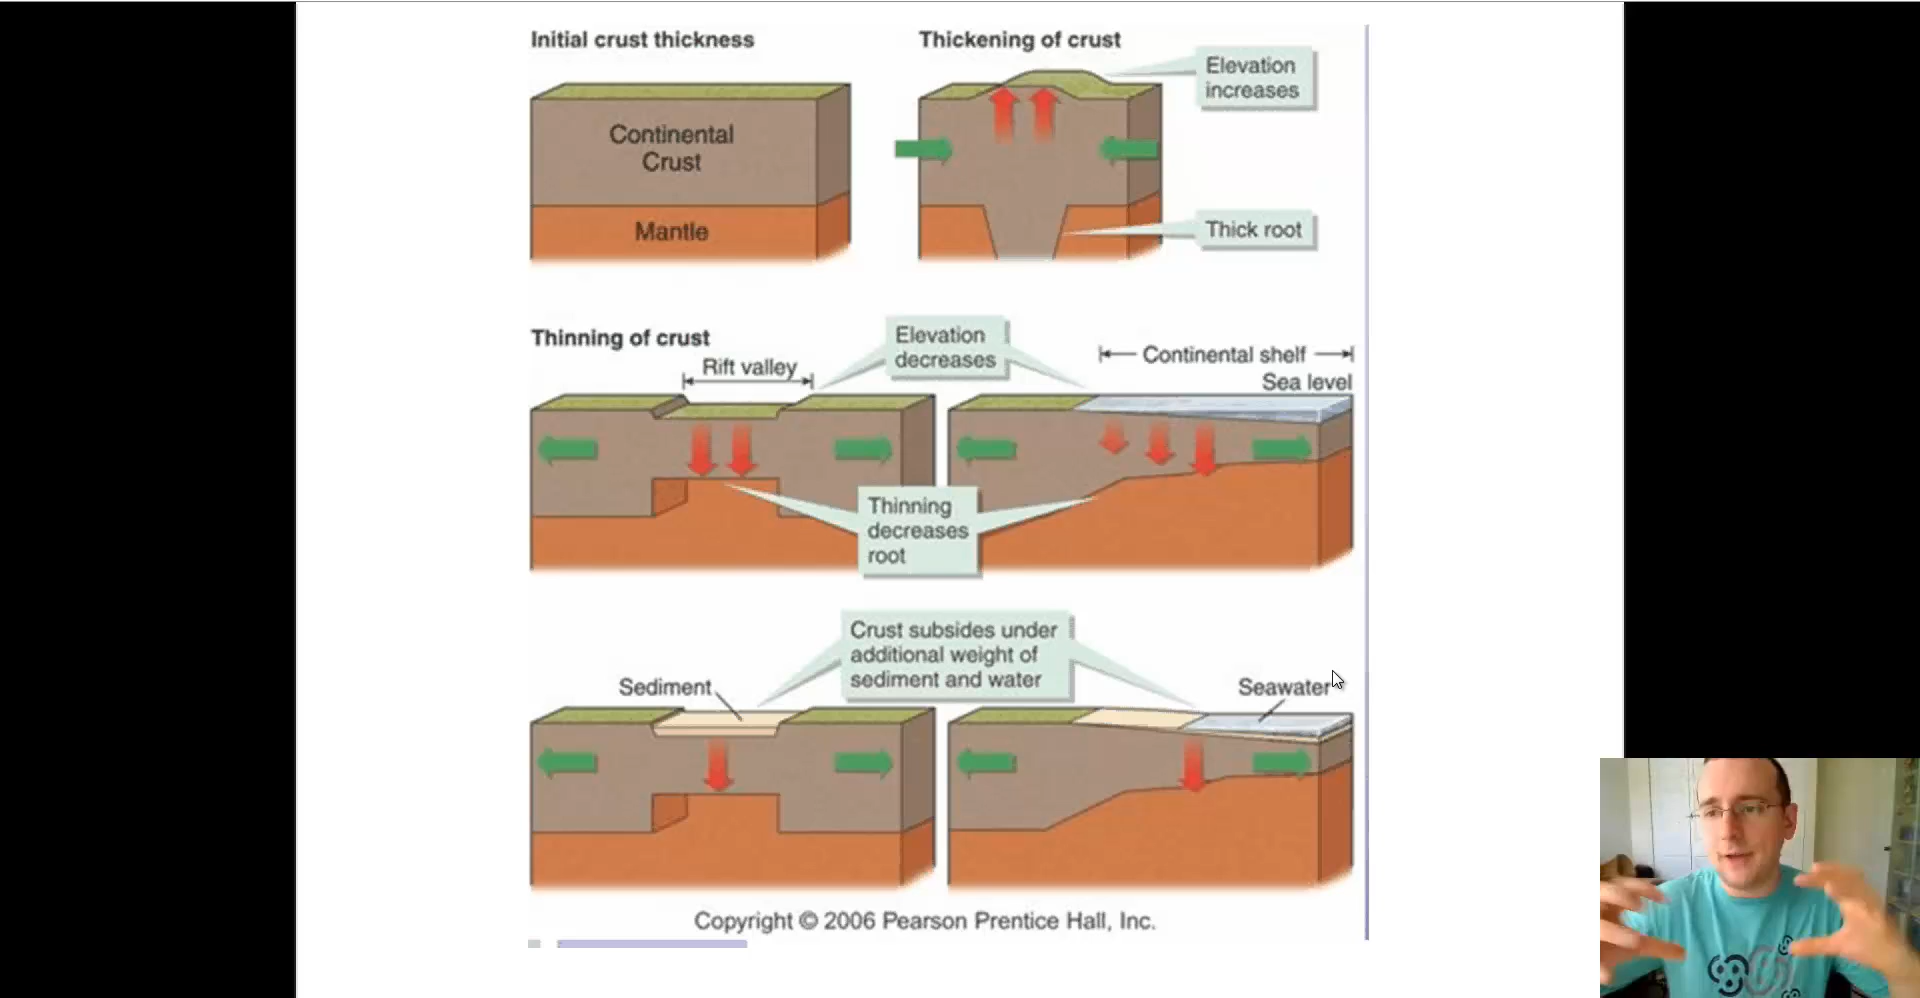 Initial crust thickness
Continental
Crust
Mantle
Thickening of crust
Elevation
increases
Thick root
Thinning of crust
Rift valley
Elevation
decreases
Continental shelf
Sea level
Thinning
decreases
root
Crust subsides under
additional weight of
sediment and water
Sediment
Seawater
Copyright © 2006 Pearson Prentice Hall, Inc.